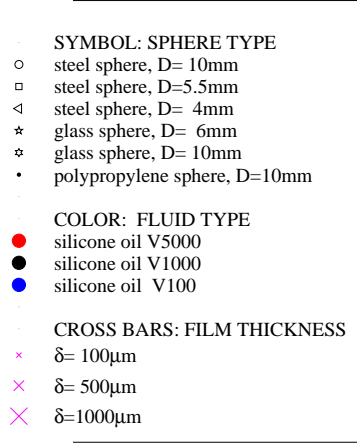 SYMBOL: SPHERE TYPE
steel sphere, D= 10mm
steel sphere, D=5.5mm
steel sphere, D= 4mm
glass sphere, D= 6mm
glass sphere, D= 10mm
polypropylene sphere, D=10mm
COLOR: FLUID TYPE
silicone oil V5000
silicone oil V1000
silicone oil V100
CROSS BARS: FILM THICKNESS
δ= 100μm
δ= 500μm
δ=1000μm